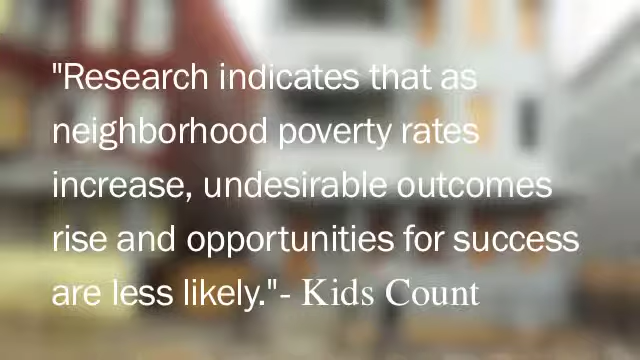 "Research indicates that as
neighborhood poverty rates
increase, undesirable outcomes
rise and opportunities for success
are less likely."- Kids Count